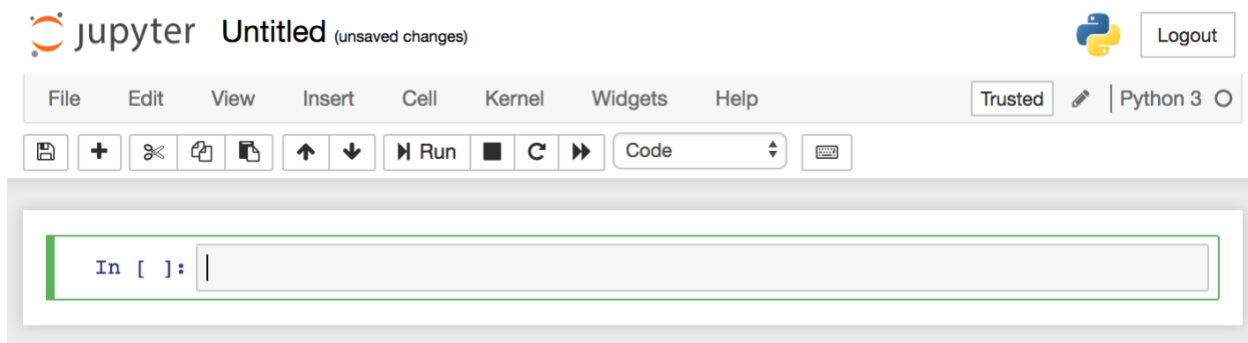 jupyter Untitled (unsaved changes) Logout
File Edit View Insert Cell Kernel Widgets Help Trusted Python 3
Run Code
In [ ]: